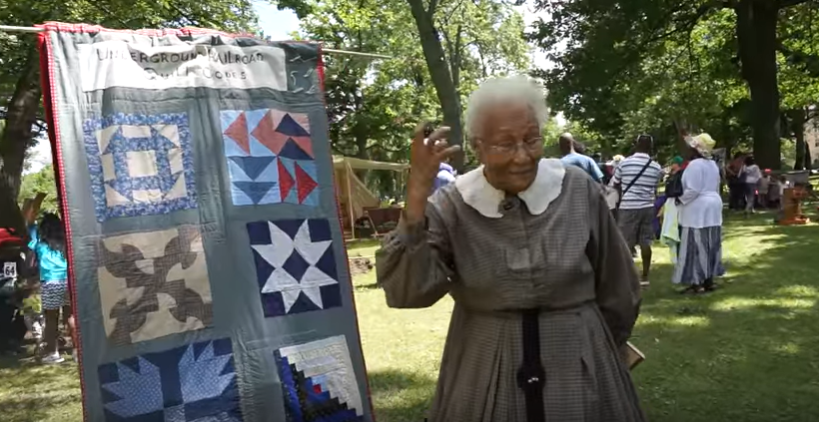 UNDERGROUND RAILROAD
QUILT CODES
64